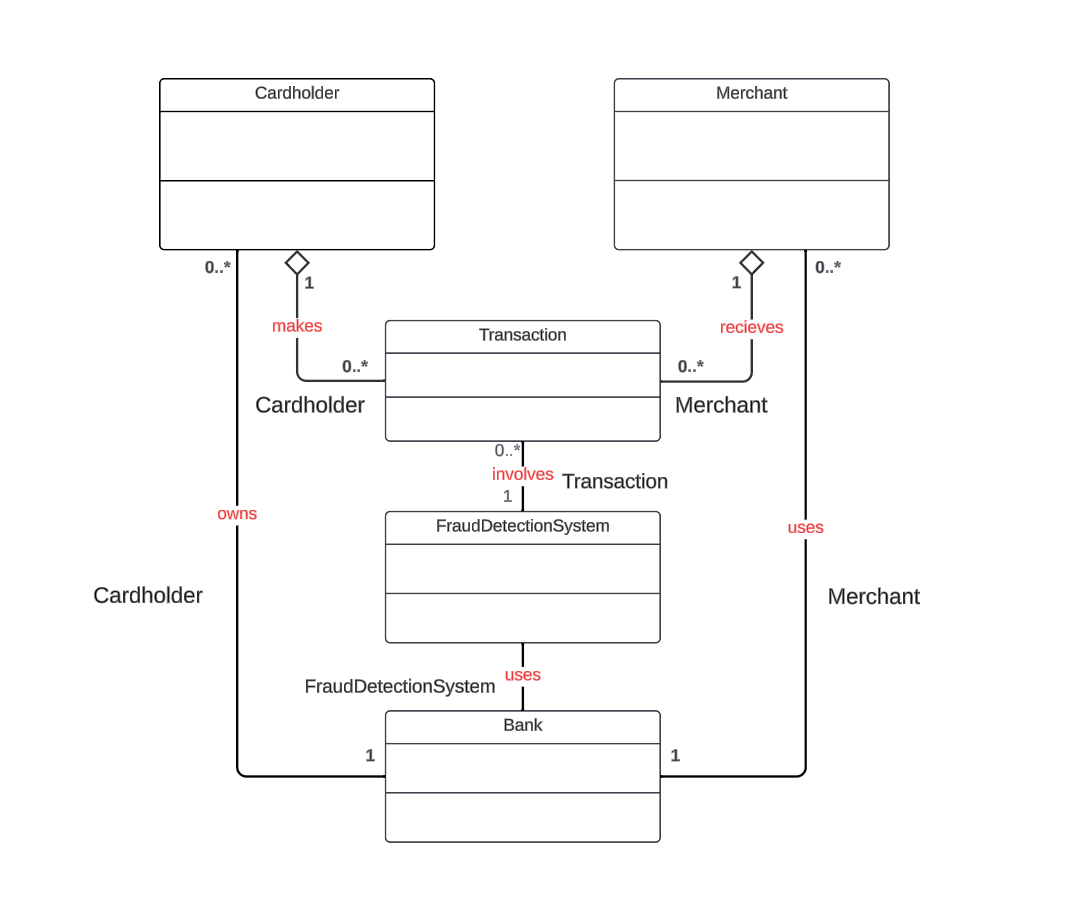 Cardholder
Merchant
0..*
1
1
0..*
makes
recieves
Transaction
0..*
0..*
Cardholder
Merchant
0..*
involves
Transaction
1
owns
uses
FraudDetectionSystem
Cardholder
Merchant
uses
FraudDetectionSystem
Bank
1
1